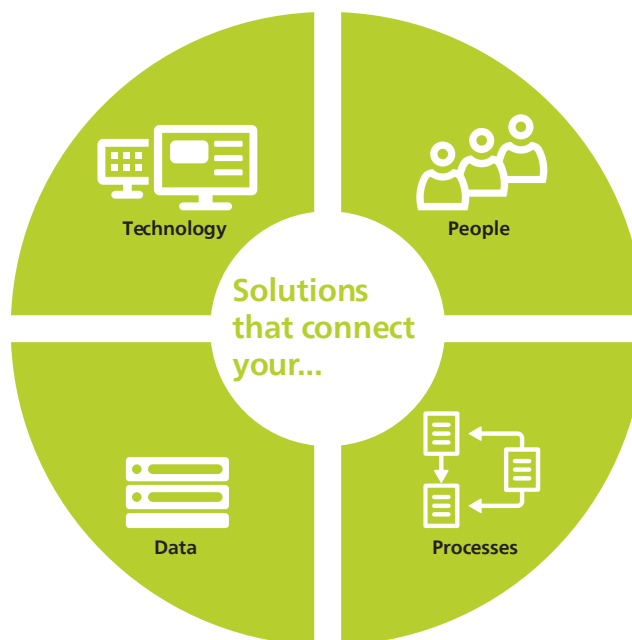 Technology
People
Solutions
that connect
your...
Data
Processes